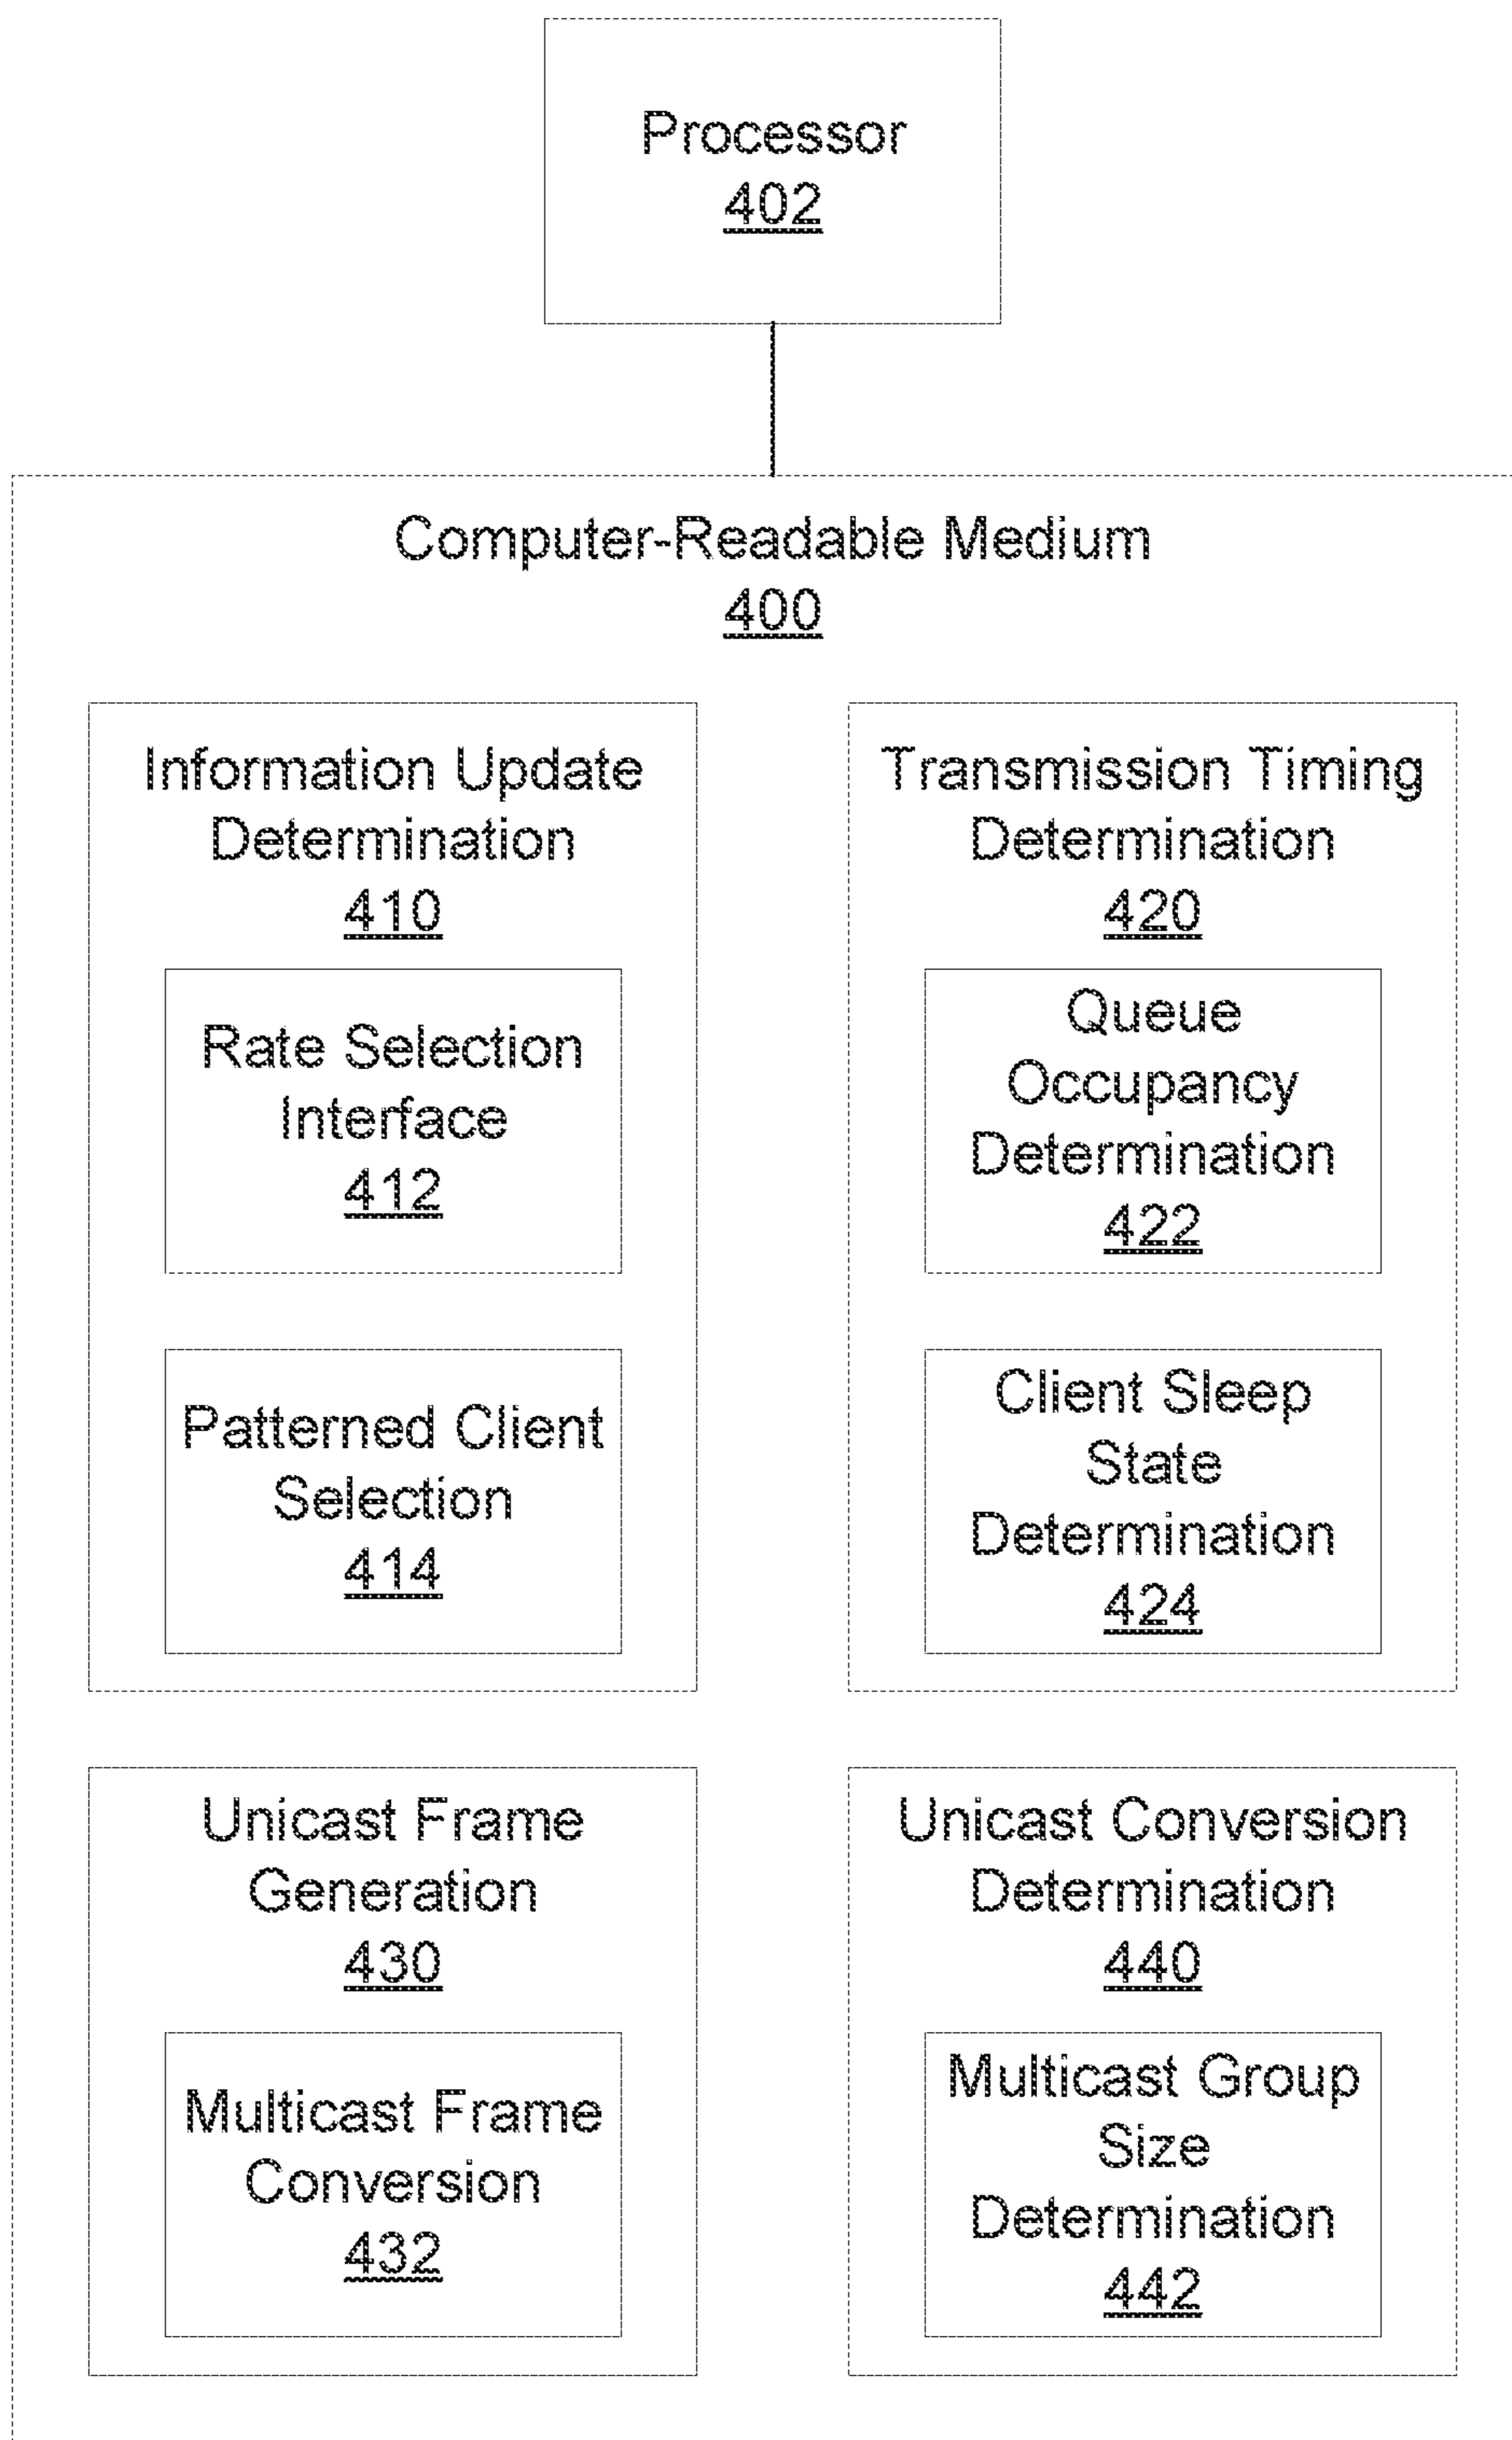 Processor
402
Computer-Readable Medium
400
Information Update
Determination
410
Rate Selection
Interface
412
Patterned Client
Selection
414
Transmission Timing
Determination
420
Queue
Occupancy
Determination
422
Client Sleep
State
Determination
424
Unicast Frame
Generation
430
Multicast Frame
Conversion
432
Unicast Conversion
Determination
440
Multicast Group
Size
Determination
442